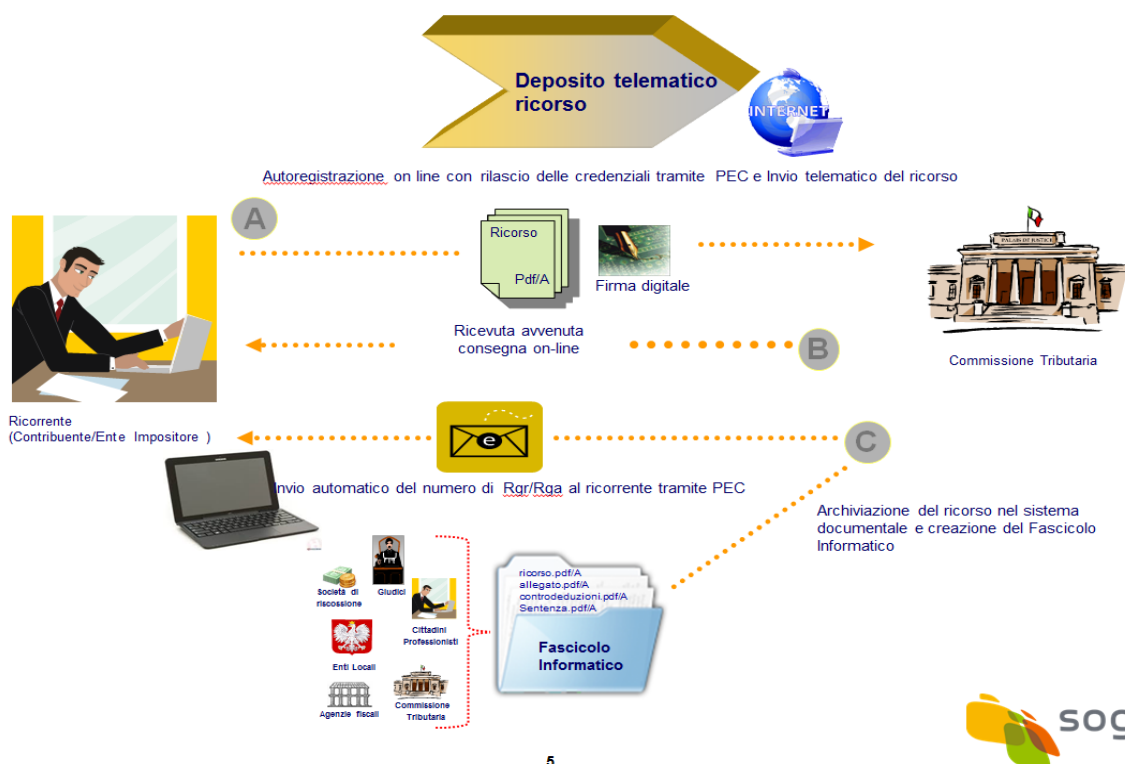 Deposito telematico
ricorso
INTERNET
Autoregistrazione on line con rilascio delle credenziali tramite PEC e Invio telematico del ricorso
A
Ricorso
Pdf/A
Firma digitale
PALAIS DE JUSTICE
Ricevuta avvenuta
consegna on-line
B
Commissione Tributaria
Ricorrente
(Contribuente/Ente Impositore )
e
C
Invio automatico del numero di Rgr/Rga al ricorrente tramite PEC
Archiviazione del ricorso nel sistema
documentale e creazione del Fascicolo
Informatico
ricorso.pdf/A
allegato.pdf/A
controdeduzioni.pdf/A
Sentenza.pdf/A
Fascicolo
Informatico
Società di
riscossione
Giudici
Cittadini
Professionisti
Enti Locali
Agenzie fiscali
Commissione
Tributaria
sog
5